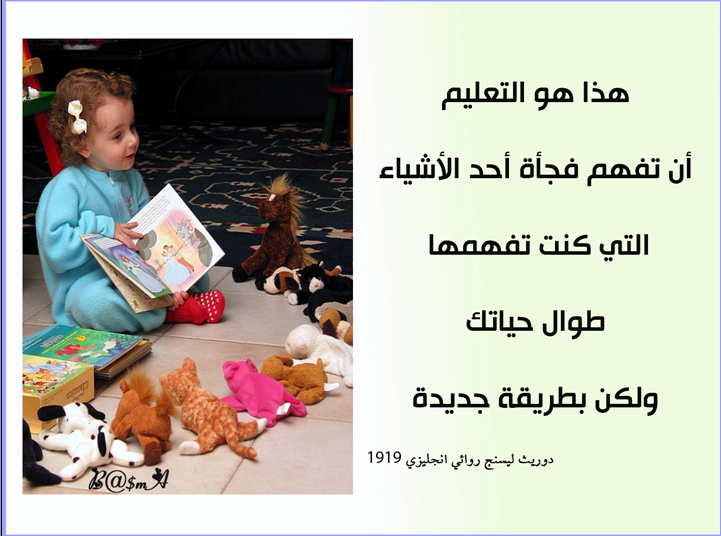 هذا هو التعليم
أن تفهم فجأة أحد الأشياء
التي كنت تفهمها
طوال حياتك
ولكن بطريقة جديدة
دوريث ليسنج روائي انجليزي 1919
B@$mA